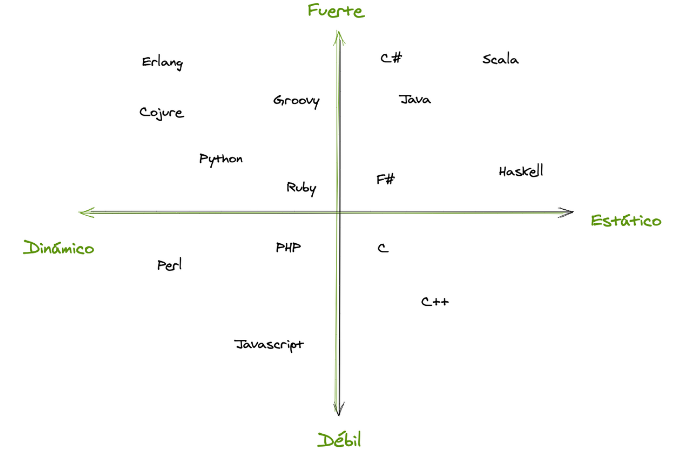 Fuerte
Erlang
C#
Scala
Groovy
Java
Cojure
Python
Haskell
Ruby
F#
Estático
Dinámico
PHP
C
Perl
C++
Javascript
Débil